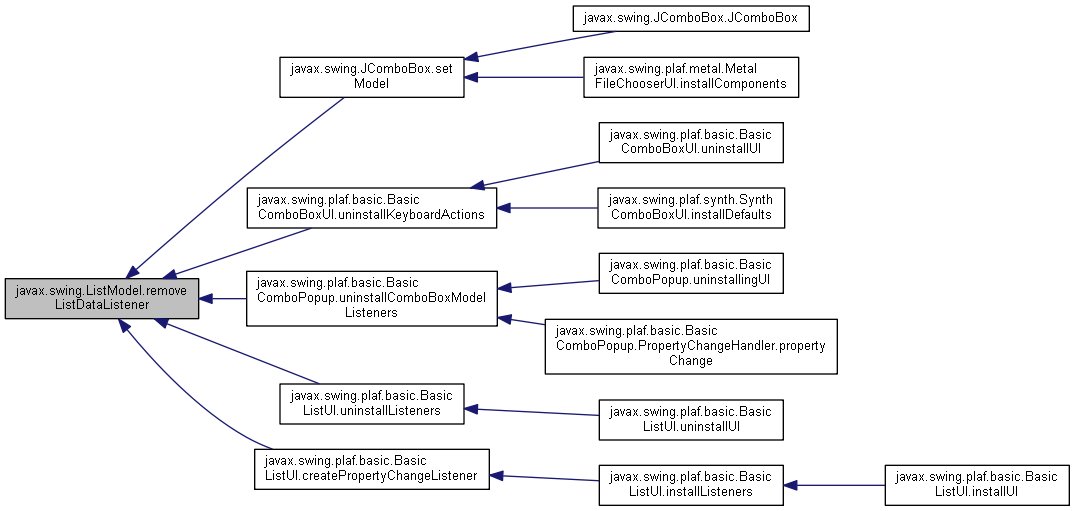 javax.swing.JComboBox.JComboBox
javax.swing.JComboBox.set
Model
javax.swing.plaf.metal.Metal
FileChooserUI.installComponents
javax.swing.plaf.basic.Basic
ComboBoxUI.uninstallUI
javax.swing.plaf.basic.Basic
ComboBoxUI.uninstallKeyboardActions
javax.swing.plaf.synth.Synth
ComboBoxUI.installDefaults
javax.swing.ListModel.remove
ListDataListener
javax.swing.plaf.basic.Basic
ComboPopup.uninstallComboBoxModel
Listeners
javax.swing.plaf.basic.Basic
ComboPopup.uninstallingUI
javax.swing.plaf.basic.Basic
ComboPopup.PropertyChangeHandler.property
Change
javax.swing.plaf.basic.Basic
ListUI.uninstallListeners
javax.swing.plaf.basic.Basic
ListUI.uninstallUI
javax.swing.plaf.basic.Basic
ListUI.createPropertyChangeListener
javax.swing.plaf.basic.Basic
ListUI.installListeners
javax.swing.plaf.basic.Basic
ListUI.installUI